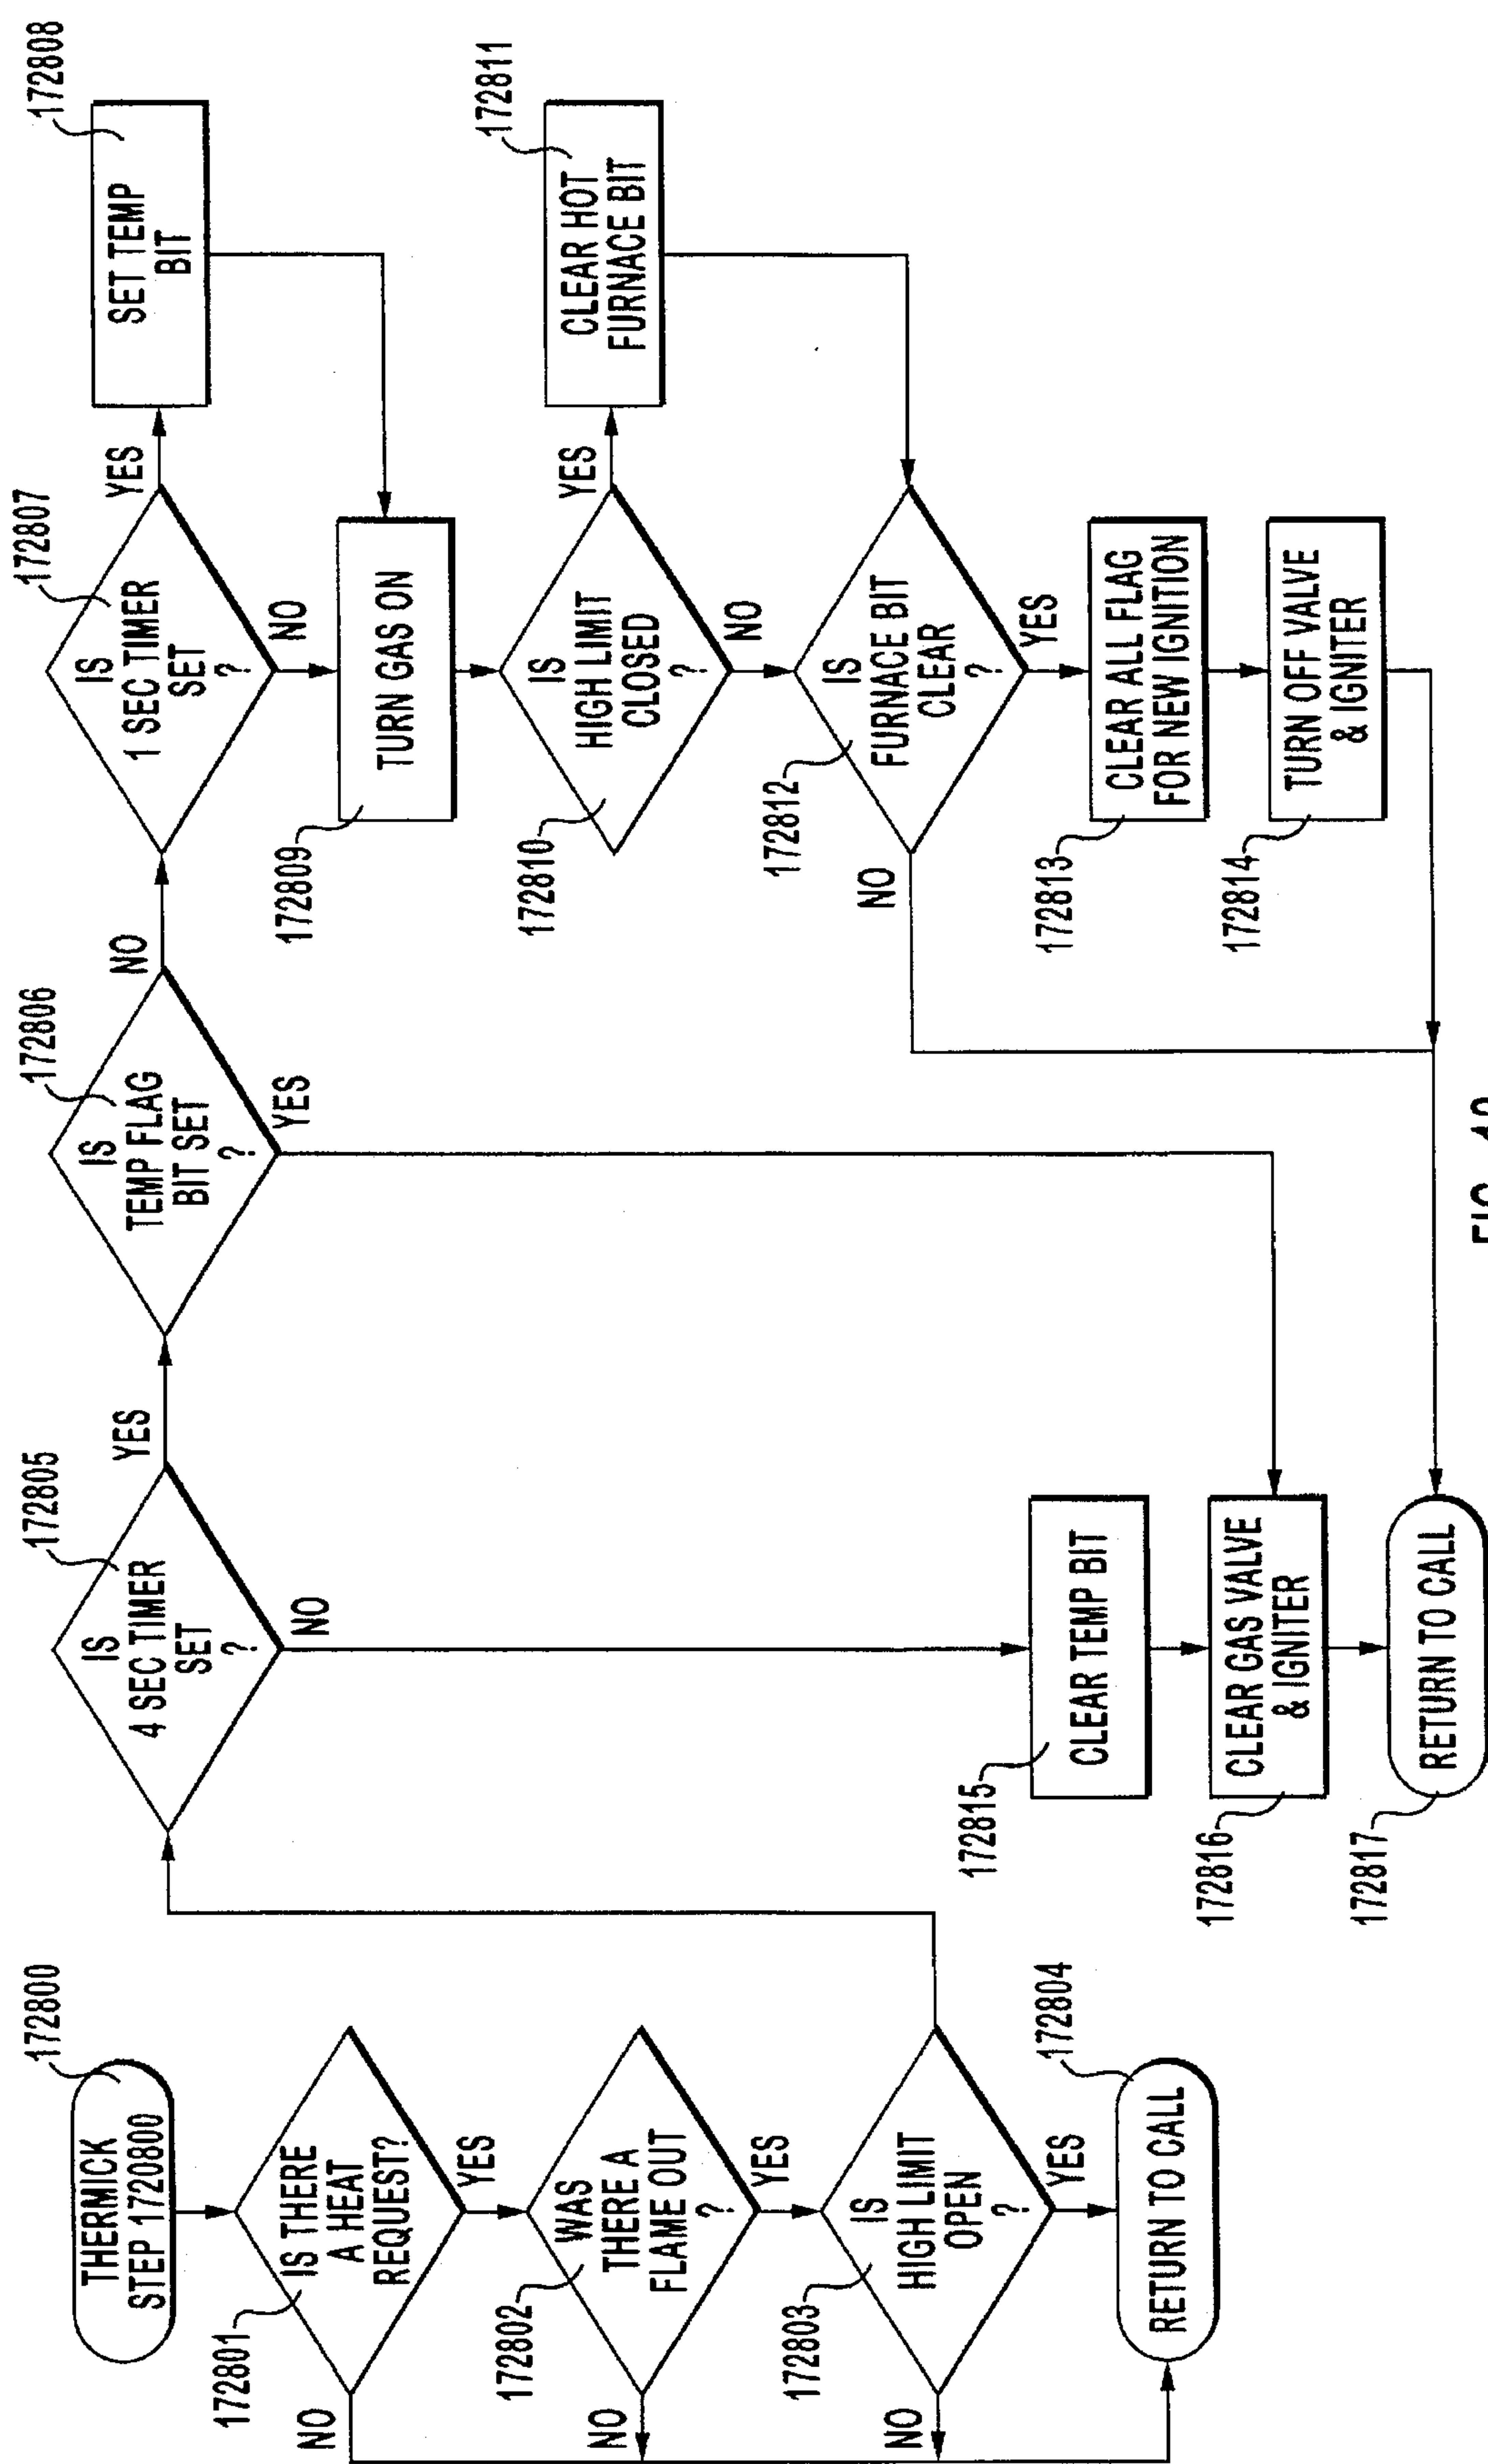 THERMICK
STEP 1720800
172800
IS THERE
A HEAT
REQUEST?
172801
NO
YES
WAS
THERE A
FLAME OUT
?
172802
NO
YES
IS
HIGH LIMIT
OPEN
?
172803
NO
YES
RETURN TO CALL
172804
IS
4 SEC TIMER
SET
?
172805
YES
NO
IS
TEMP FLAG
BIT SET
?
172806
NO
YES
IS
1 SEC TIMER
SET
?
172807
YES
NO
SET TEMP
BIT
172808
TURN GAS ON
172809
IS
HIGH LIMIT
CLOSED
?
172810
YES
NO
CLEAR HOT
FURNACE BIT
172811
IS
FURNACE BIT
CLEAR
?
172812
NO
YES
CLEAR ALL FLAG
FOR NEW IGNITION
172813
TURN OFF VALVE
& IGNITER
172814
CLEAR TEMP BIT
172815
CLEAR GAS VALVE
& IGNITER
172816
RETURN TO CALL
172817